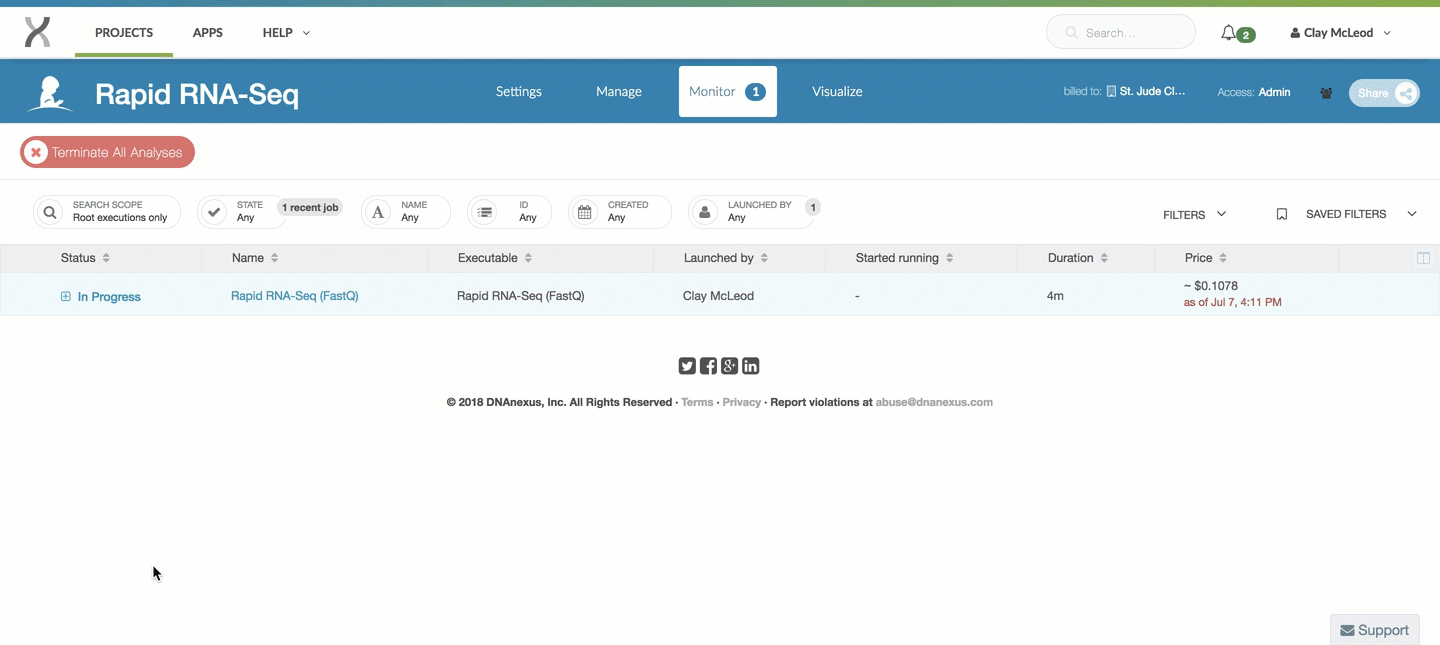 PROJECTS APPS HELP Search... 2 Clay McLeod
Rapid RNA-Seq Settings Manage Monitor 1 Visualize billed to: St. Jude Cl... Access: Admin Share
Terminate All Analyses
SEARCH SCOPE
Root executions only
STATE
Any
1 recent job
NAME
Any
ID
Any
CREATED
Any
LAUNCHED BY
Any
1
FILTERS SAVED FILTERS
Status Name Executable Launched by Started running Duration Price
In Progress Rapid RNA-Seq (FastQ) Rapid RNA-Seq (FastQ) Clay McLeod - 4m ~ $0.1078
as of Jul 7, 4:11 PM
© 2018 DNAnexus, Inc. All Rights Reserved · Terms · Privacy · Report violations at abuse@dnanexus.com
Support